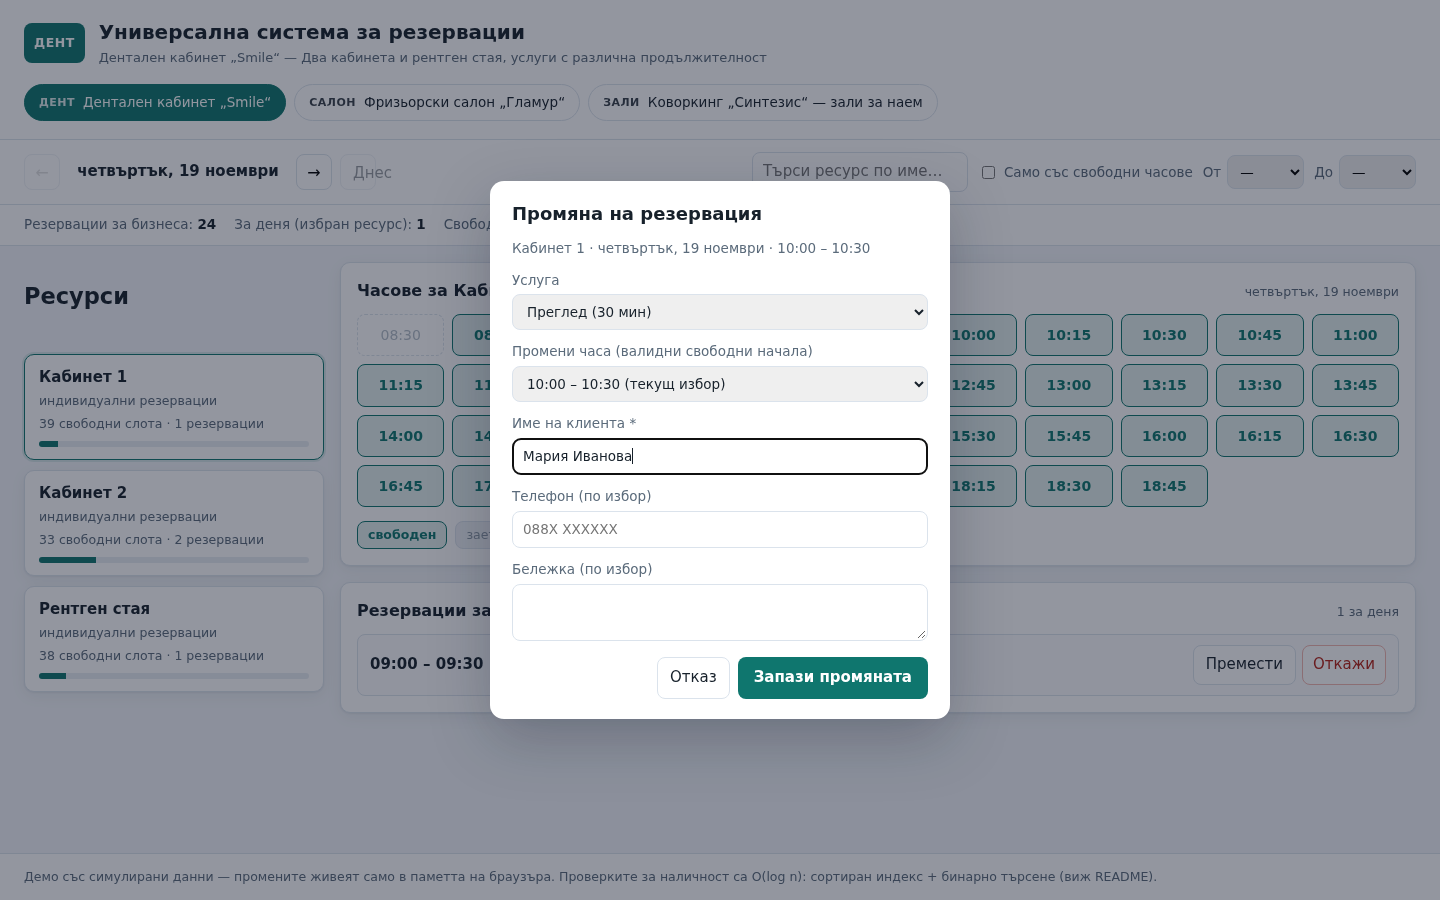 ДЕНТ
Универсална система за резервации
Дентален кабинет „Smile“ — Два кабинета и рентген стая, услуги с различна продължителност
ДЕНТ Дентален кабинет „Smile“
САЛОН Фризьорски салон „Гламур“
ЗАЛИ Коворкинг „Синтезис“ — зали за наем
← четвъртък, 19 ноември → Днес
Търси ресурс по име...
Само със свободни часове От — До —
Резервации за бизнеса: 24 За деня (избран ресурс): 1
Ресурси
Кабинет 1
индивидуални резервации
39 свободни слота · 1 резервации
Кабинет 2
индивидуални резервации
33 свободни слота · 2 резервации
Рентген стая
индивидуални резервации
38 свободни слота · 1 резервации
Часове за
четвъртък, 19 ноември
08:30 10:00 10:15 10:30 10:45 11:00
11:15 12:45 13:00 13:15 13:30 13:45
14:00 15:30 15:45 16:00 16:15 16:30
16:45 18:15 18:30 18:45
свободен
Резервации за
1 за деня
09:00 – 09:30
Премести
Откажи
Промяна на резервация
Кабинет 1 · четвъртък, 19 ноември · 10:00 – 10:30
Услуга
Преглед (30 мин)
Промени часа (валидни свободни начала)
10:00 – 10:30 (текущ избор)
Име на клиента *
Мария Иванова
Телефон (по избор)
088X XXXXXX
Бележка (по избор)
Отказ
Запази промяната
Демо със симулирани данни — промените живеят само в паметта на браузъра. Проверките за наличност са O(log n): сортиран индекс + бинарно търсене (виж README).